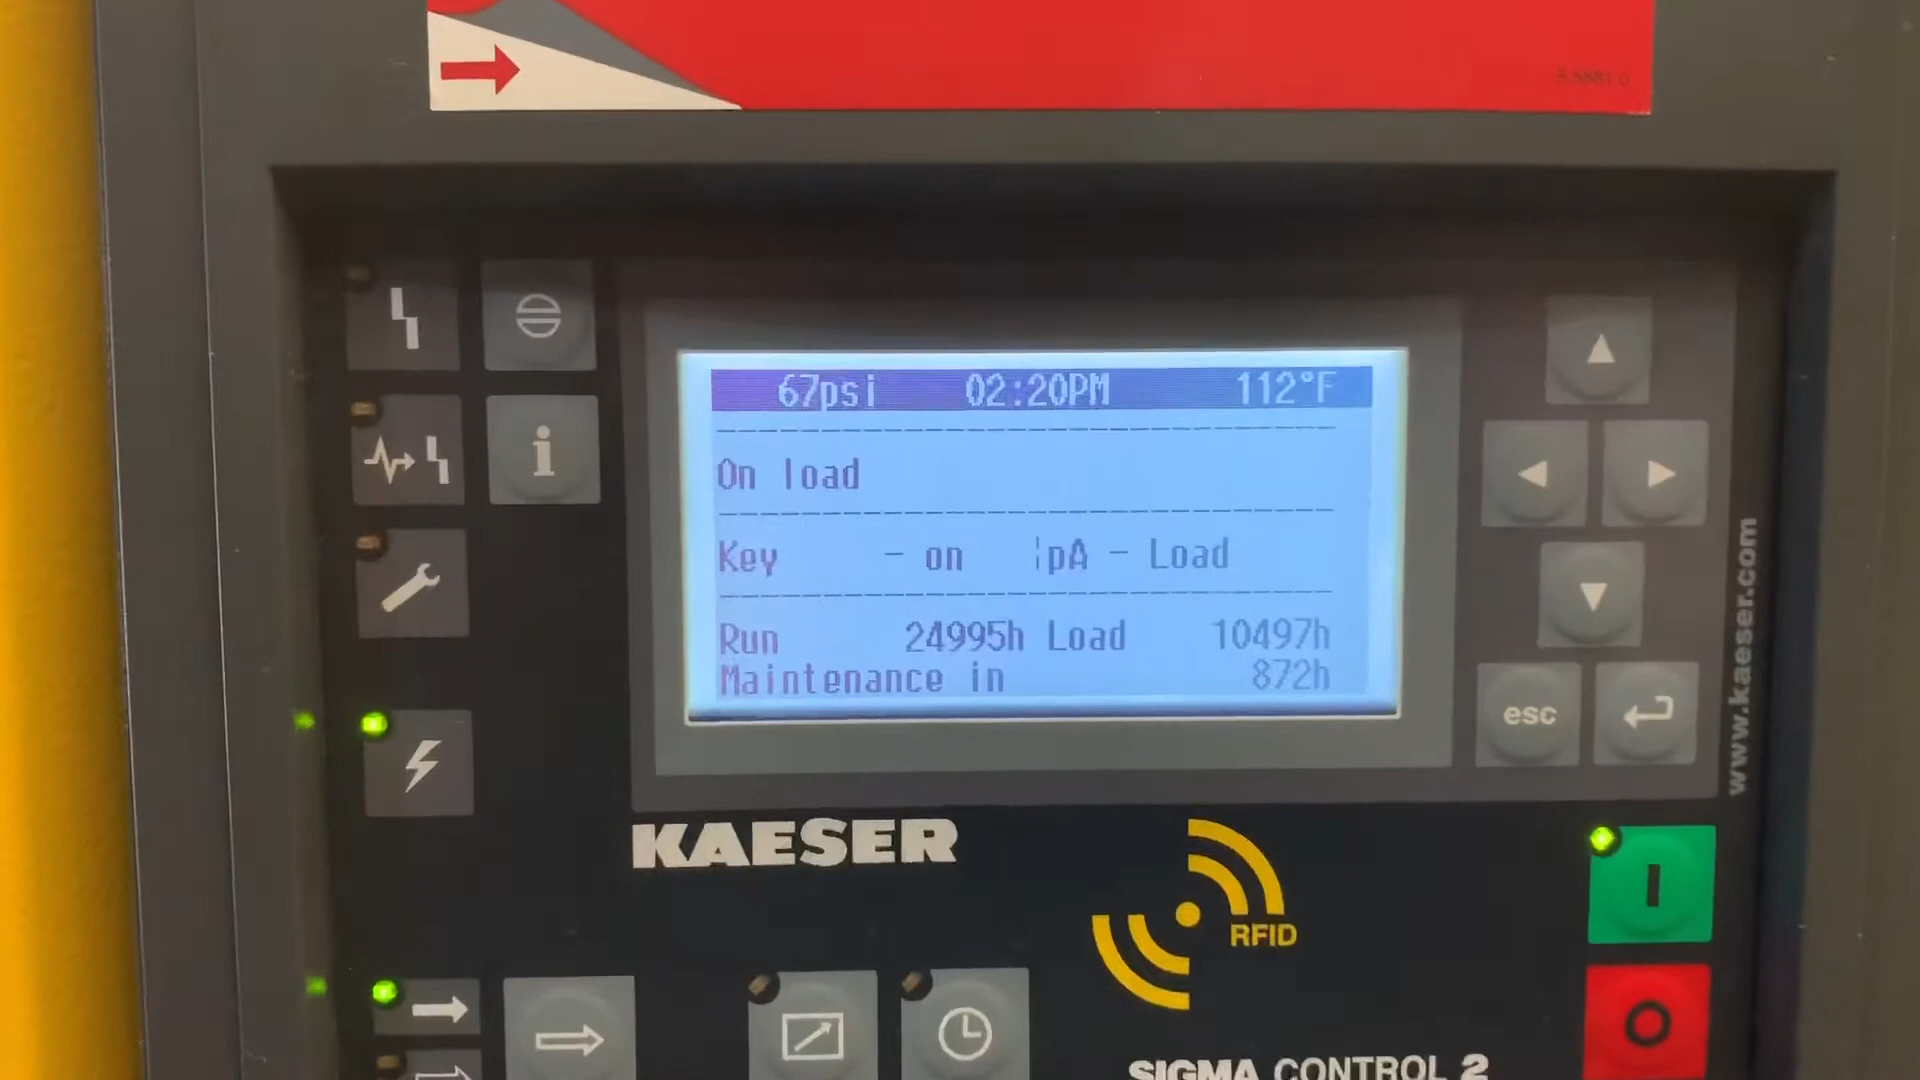 67psi 02:20PM 112°F
On load
Key - on ¦pA - Load
Run 24995h Load 10497h
Maintenance in 872h
i
esc
www.kaeser.com
KAESER
RFID
SIGMA CONTROL 2